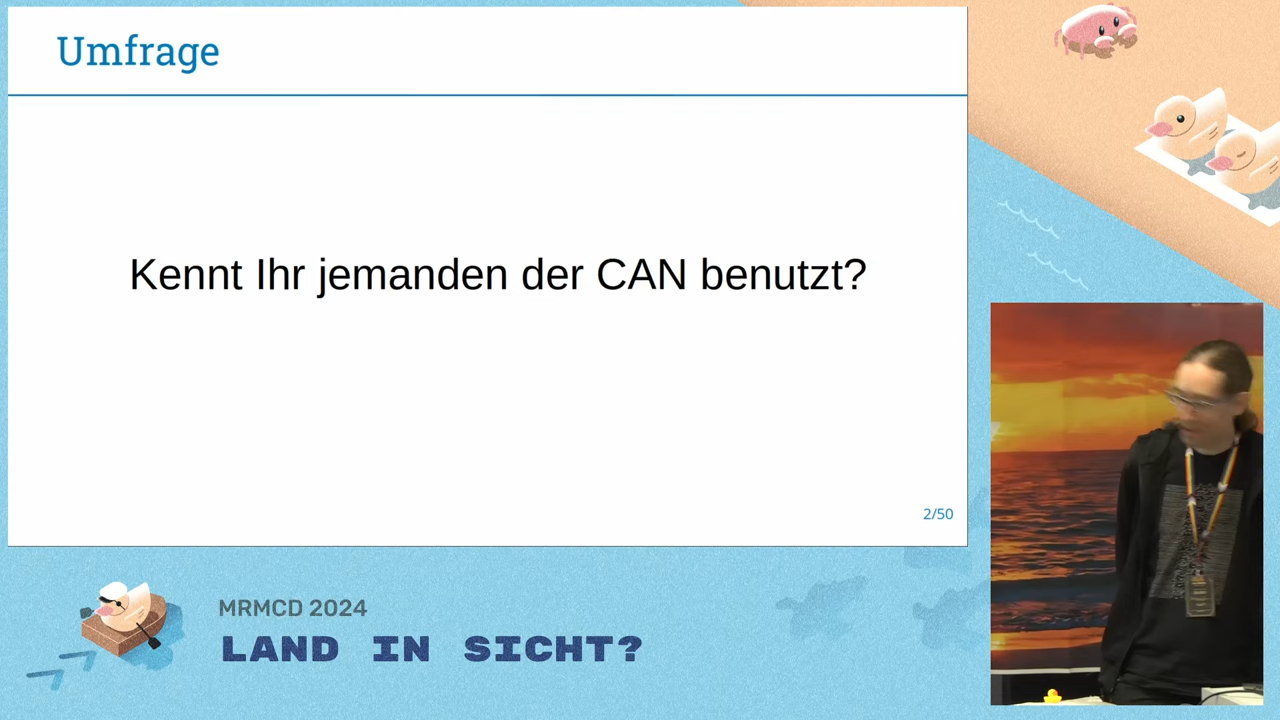 Umfrage
Kennt Ihr jemanden der CAN benutzt?
2/50
MRMCD 2024
LAND IN SICHT?